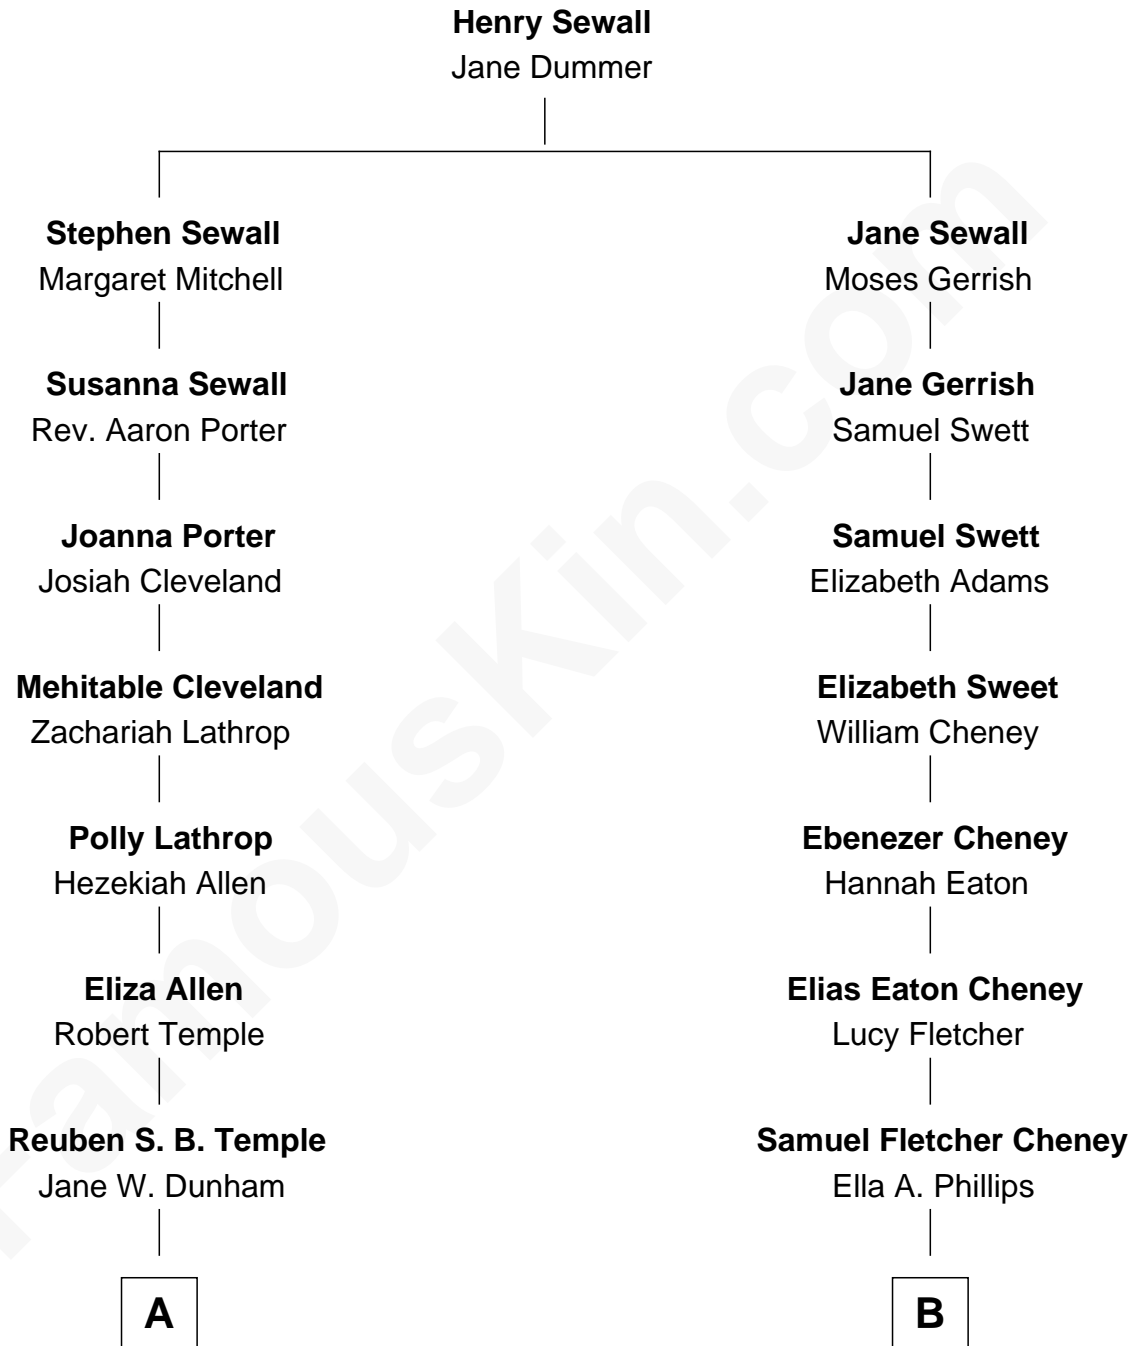 Henry Sewall
Jane Dummer
Stephen Sewall
Margaret Mitchell
Jane Sewall
Moses Gerrish
Susanna Sewall
Rev. Aaron Porter
Jane Gerrish
Samuel Swett
Joanna Porter
Josiah Cleveland
Samuel Swett
Elizabeth Adams
Mehitable Cleveland
Zachariah Lathrop
Elizabeth Sweet
William Cheney
Polly Lathrop
Hezekiah Allen
Ebenezer Cheney
Hannah Eaton
Eliza Allen
Robert Temple
Elias Eaton Cheney
Lucy Fletcher
Reuben S. B. Temple
Jane W. Dunham
Samuel Fletcher Cheney
Ella A. Phillips
A
B
FamousKin.com